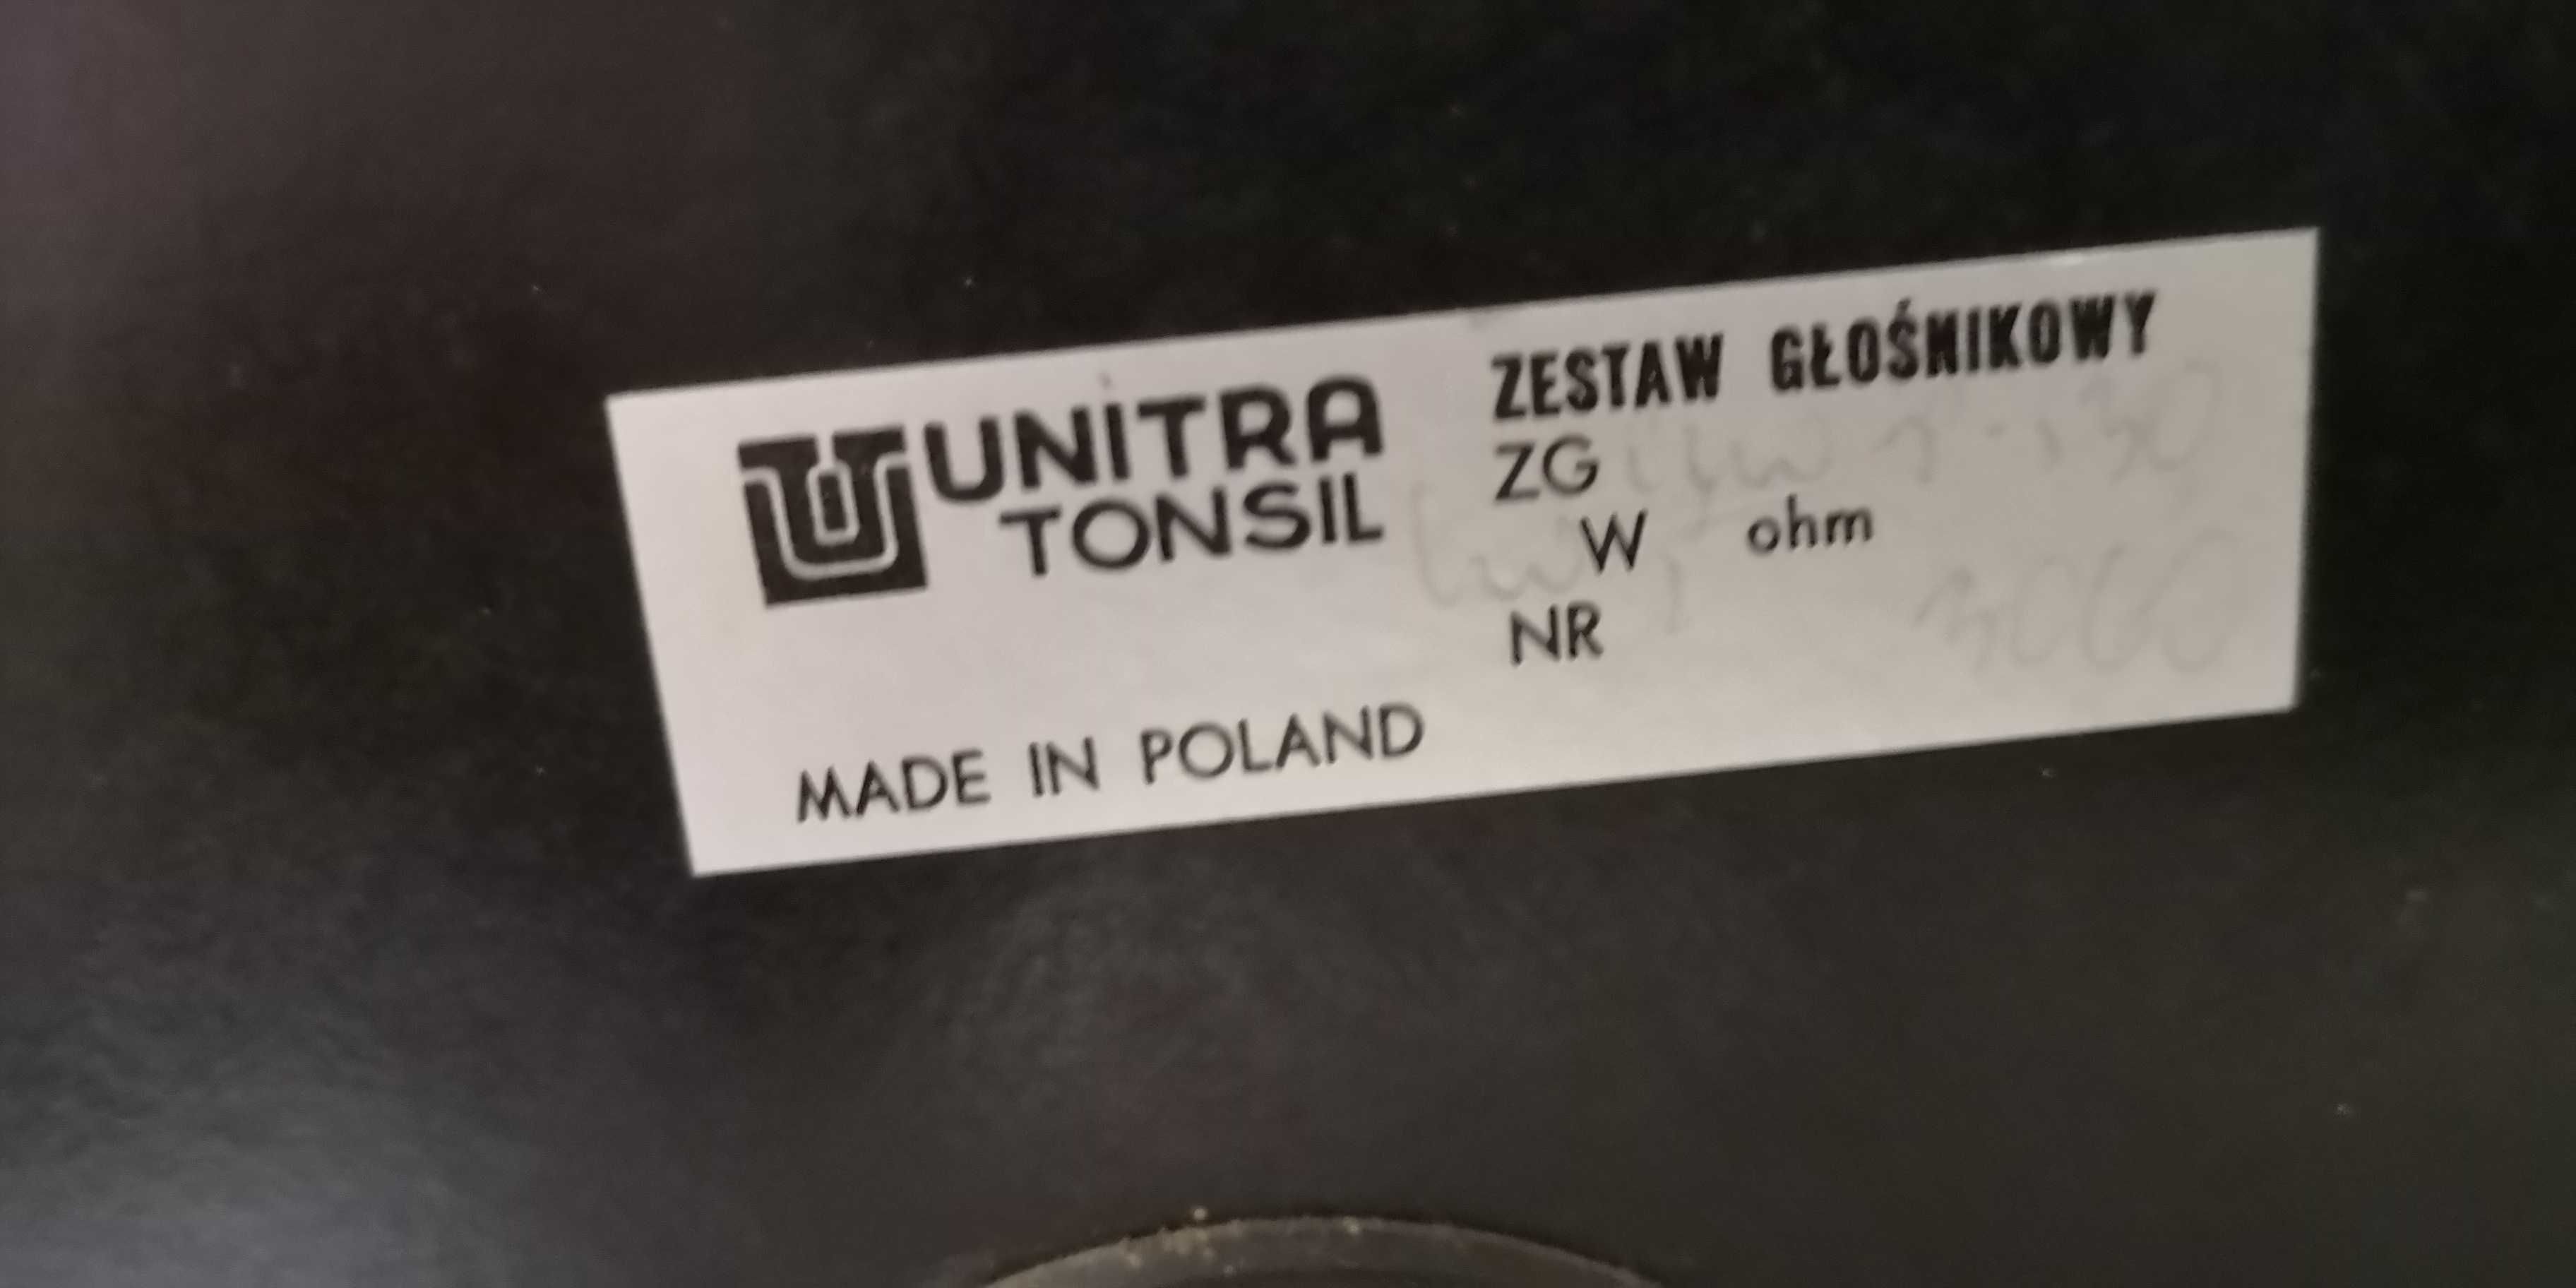 UNITRA
TONSIL
ZESTAW GŁOŚNIKOWY
ZG
W ohm
NR
MADE IN POLAND